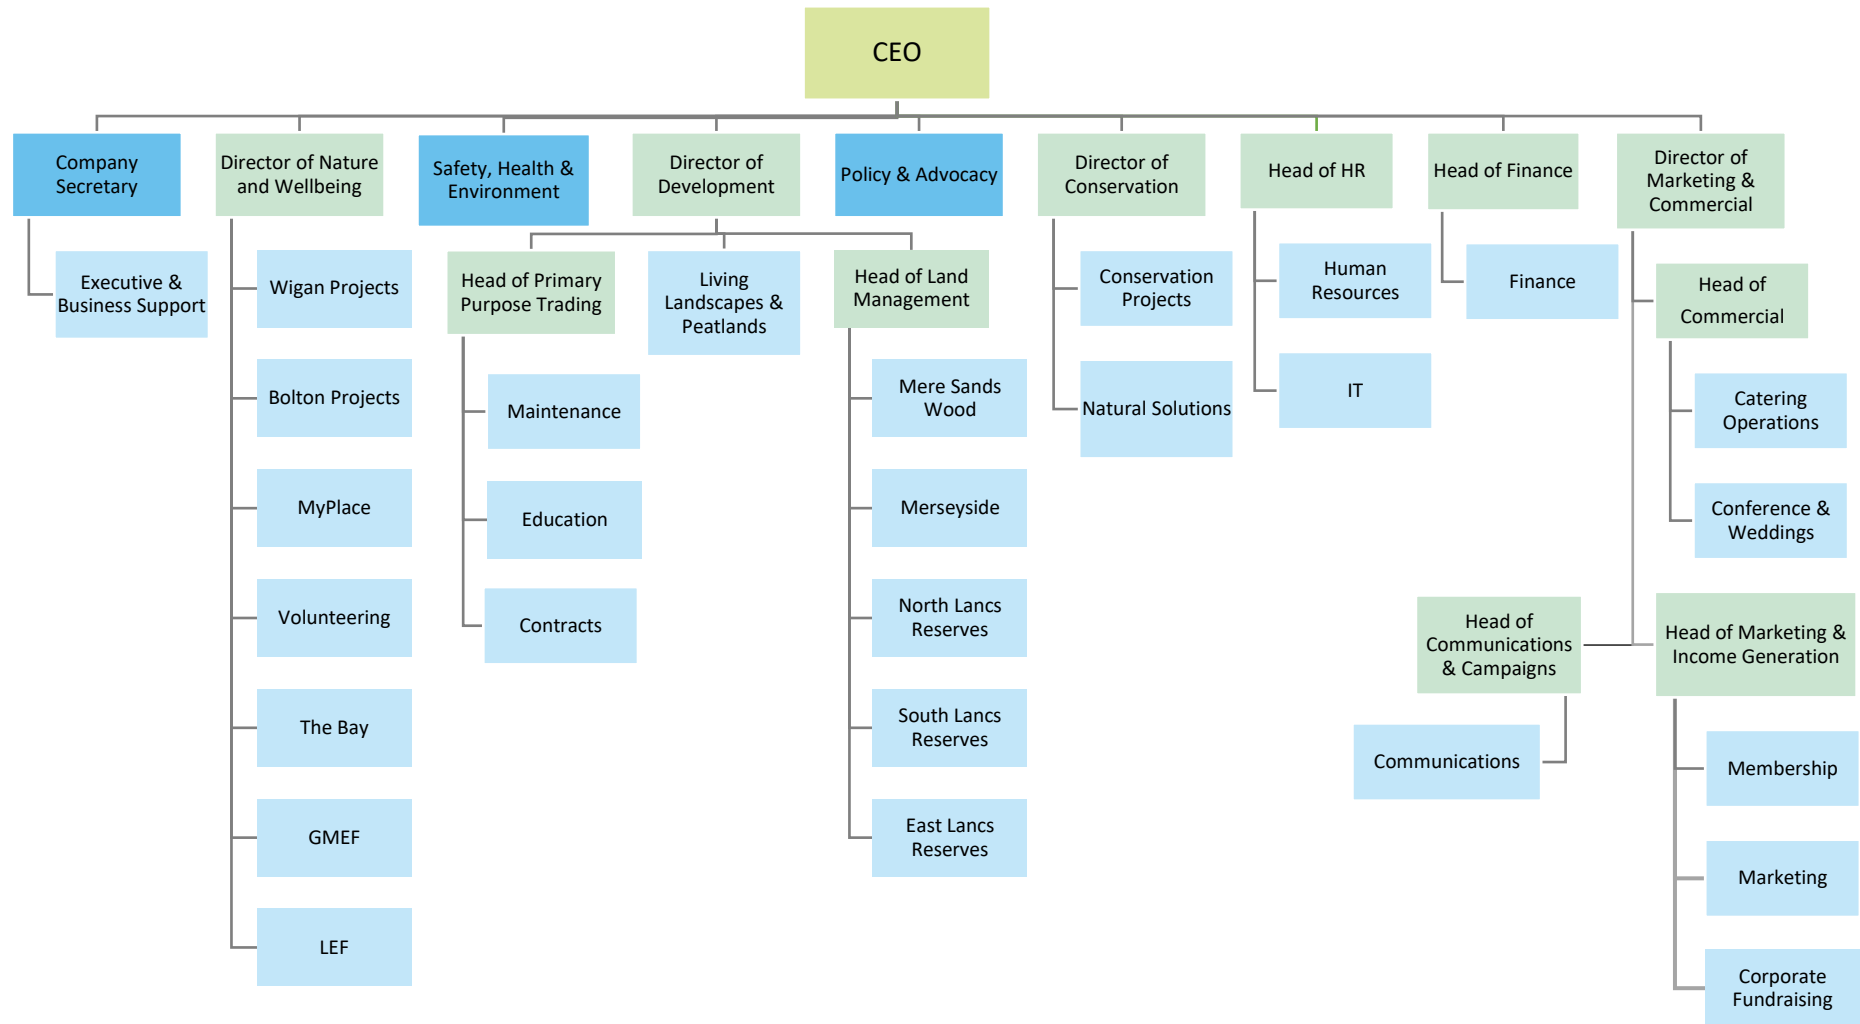 CEO
Company
Secretary
Director of Nature
and Wellbeing
Safety, Health &
Environment
Director of
Development
Policy & Advocacy
Director of
Conservation
Head of HR
Head of Finance
Director of
Marketing &
Commercial
Executive &
Business Support
Wigan Projects
Bolton Projects
MyPlace
Volunteering
The Bay
GMEF
LEF
Head of Primary
Purpose Trading
Maintenance
Education
Contracts
Living
Landscapes &
Peatlands
Head of Land
Management
Mere Sands
Wood
Merseyside
North Lancs
Reserves
South Lancs
Reserves
East Lancs
Reserves
Conservation
Projects
Natural Solutions
Human
Resources
IT
Finance
Head of
Commercial
Catering
Operations
Conference &
Weddings
Head of
Communications
& Campaigns
Communications
Head of Marketing &
Income Generation
Membership
Marketing
Corporate
Fundraising